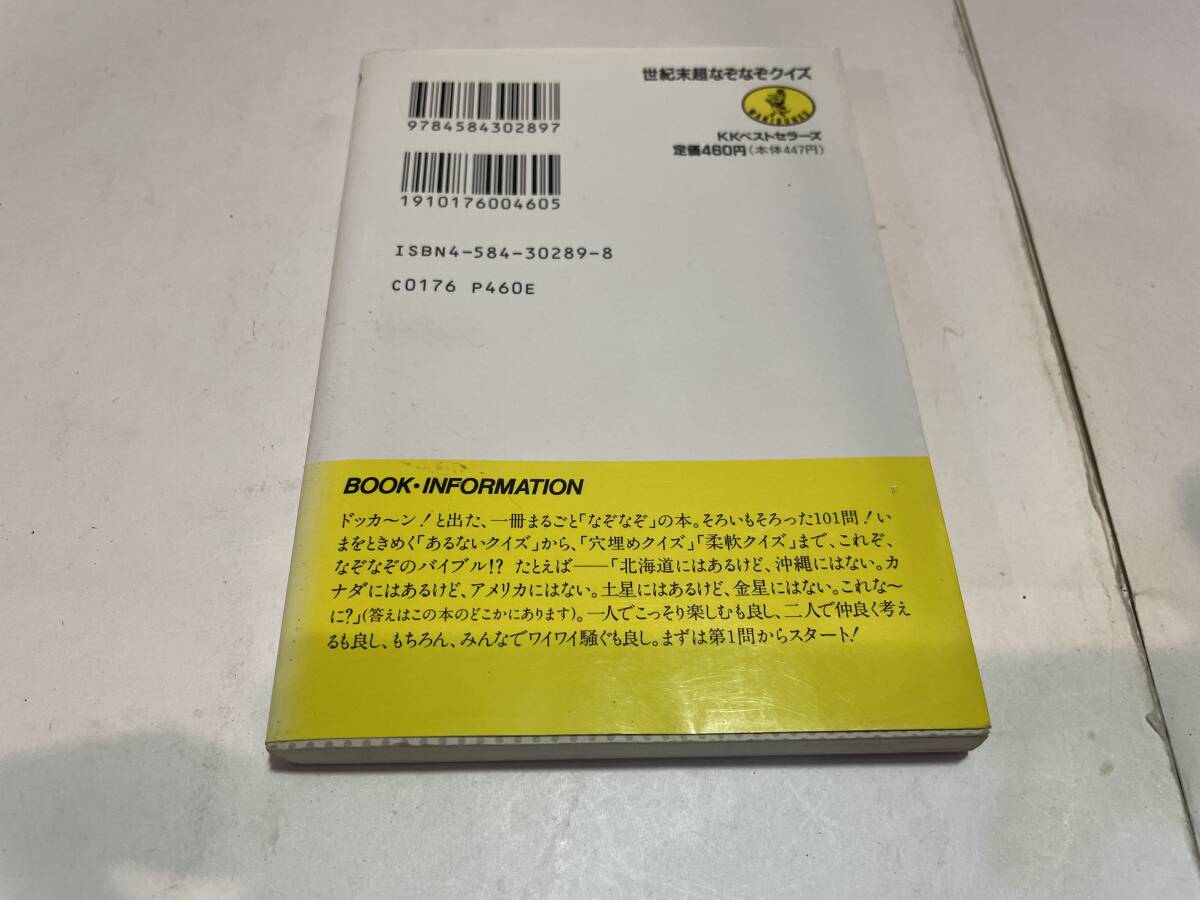 世紀末超なぞなぞクイズ
KKベストセラーズ
定価460円(本体447円)
9784584302897
1910176004605
ISBN4-584-30289-8
C0176 P460E
BOOK・INFORMATION
ドッカ〜ン!と出た、一冊まるごと「なぞなぞ」の本。そろいもそろった101問!い
まをときめく「あるないクイズ」から、「穴埋めクイズ」「柔軟クイズ」まで、これぞ、
なぞなぞのバイブル!? たとえば――「北海道にはあるけど、沖縄にはない。カ
ナダにはあるけど、アメリカにはない。土星にはあるけど、金星にはない。これな〜
に?」(答えはこの本のどこかにあります)。一人でこっそり楽しむも良し、二人で仲良く考え
るも良し、もちろん、みんなでワイワイ騒ぐも良し。まずは第1問からスタート!